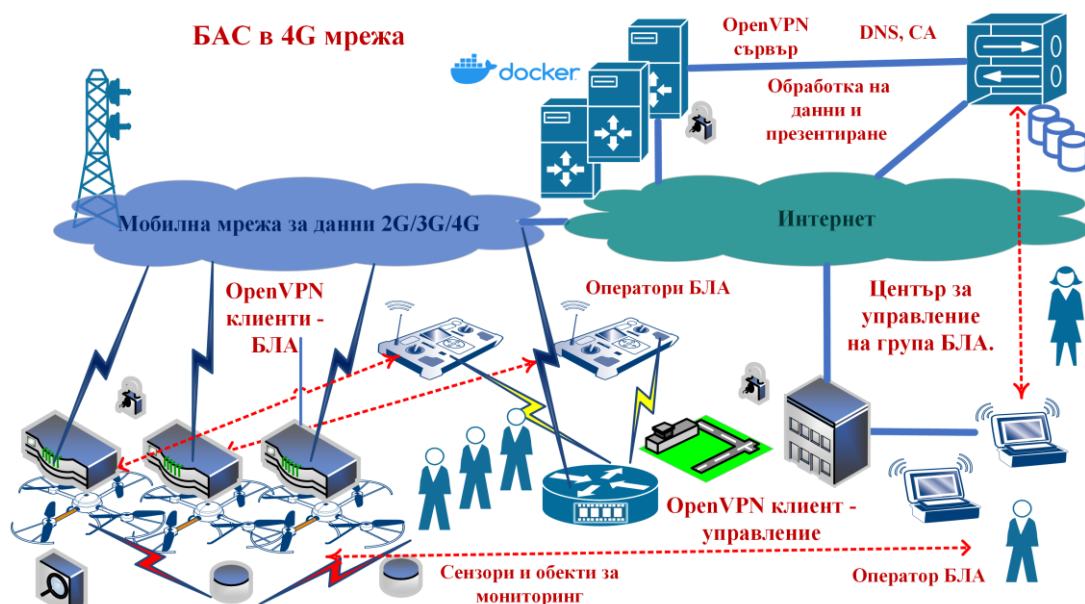 БАС в 4G мрежа
OpenVPN
сървър
DNS, CA
docker
Обработка на
данни и
презентиране
Мобилна мрежа за данни 2G/3G/4G
Интернет
OpenVPN
клиенти -
БЛА
Оператори БЛА
Център за
управление
на група БЛА.
OpenVPN клиент -
управление
Сензори и обекти за
мониторинг
Оператор БЛА